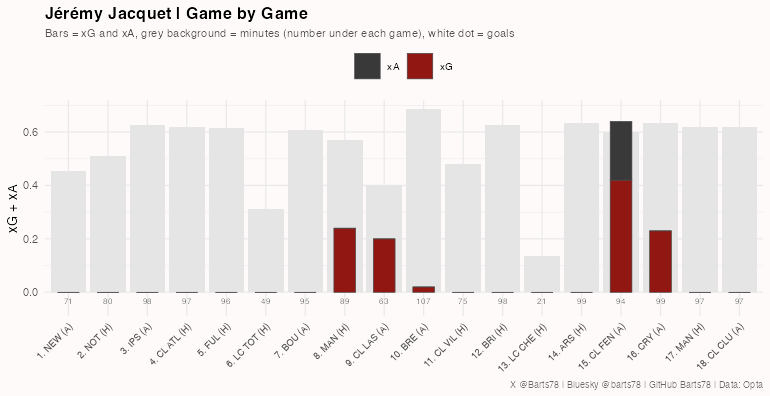 Jérémy Jacquet | Game by Game
Bars = xG and xA, grey background = minutes (number under each game), white dot = goals
xA xG
xG + xA
0.6
0.4
0.2
0.0
71 80 98 97 96 49 95 89 63 107 75 98 21 99 94 99 97 97
1. NEW (A)
2. NOT (H)
3. IPS (A)
4. CL ATL (H)
5. FUL (H)
6. LC TOT (H)
7. BOU (A)
8. MAN (H)
9. CL LAS (A)
10. BRE (A)
11. CL VIL (H)
12. BRI (H)
13. LC CHE (H)
14. ARS (H)
15. CL FEN (A)
16. CRY (A)
17. MAN (H)
18. CL CLU (A)
X @Barts78 | Bluesky @barts78 | GitHub Barts78 | Data: Opta